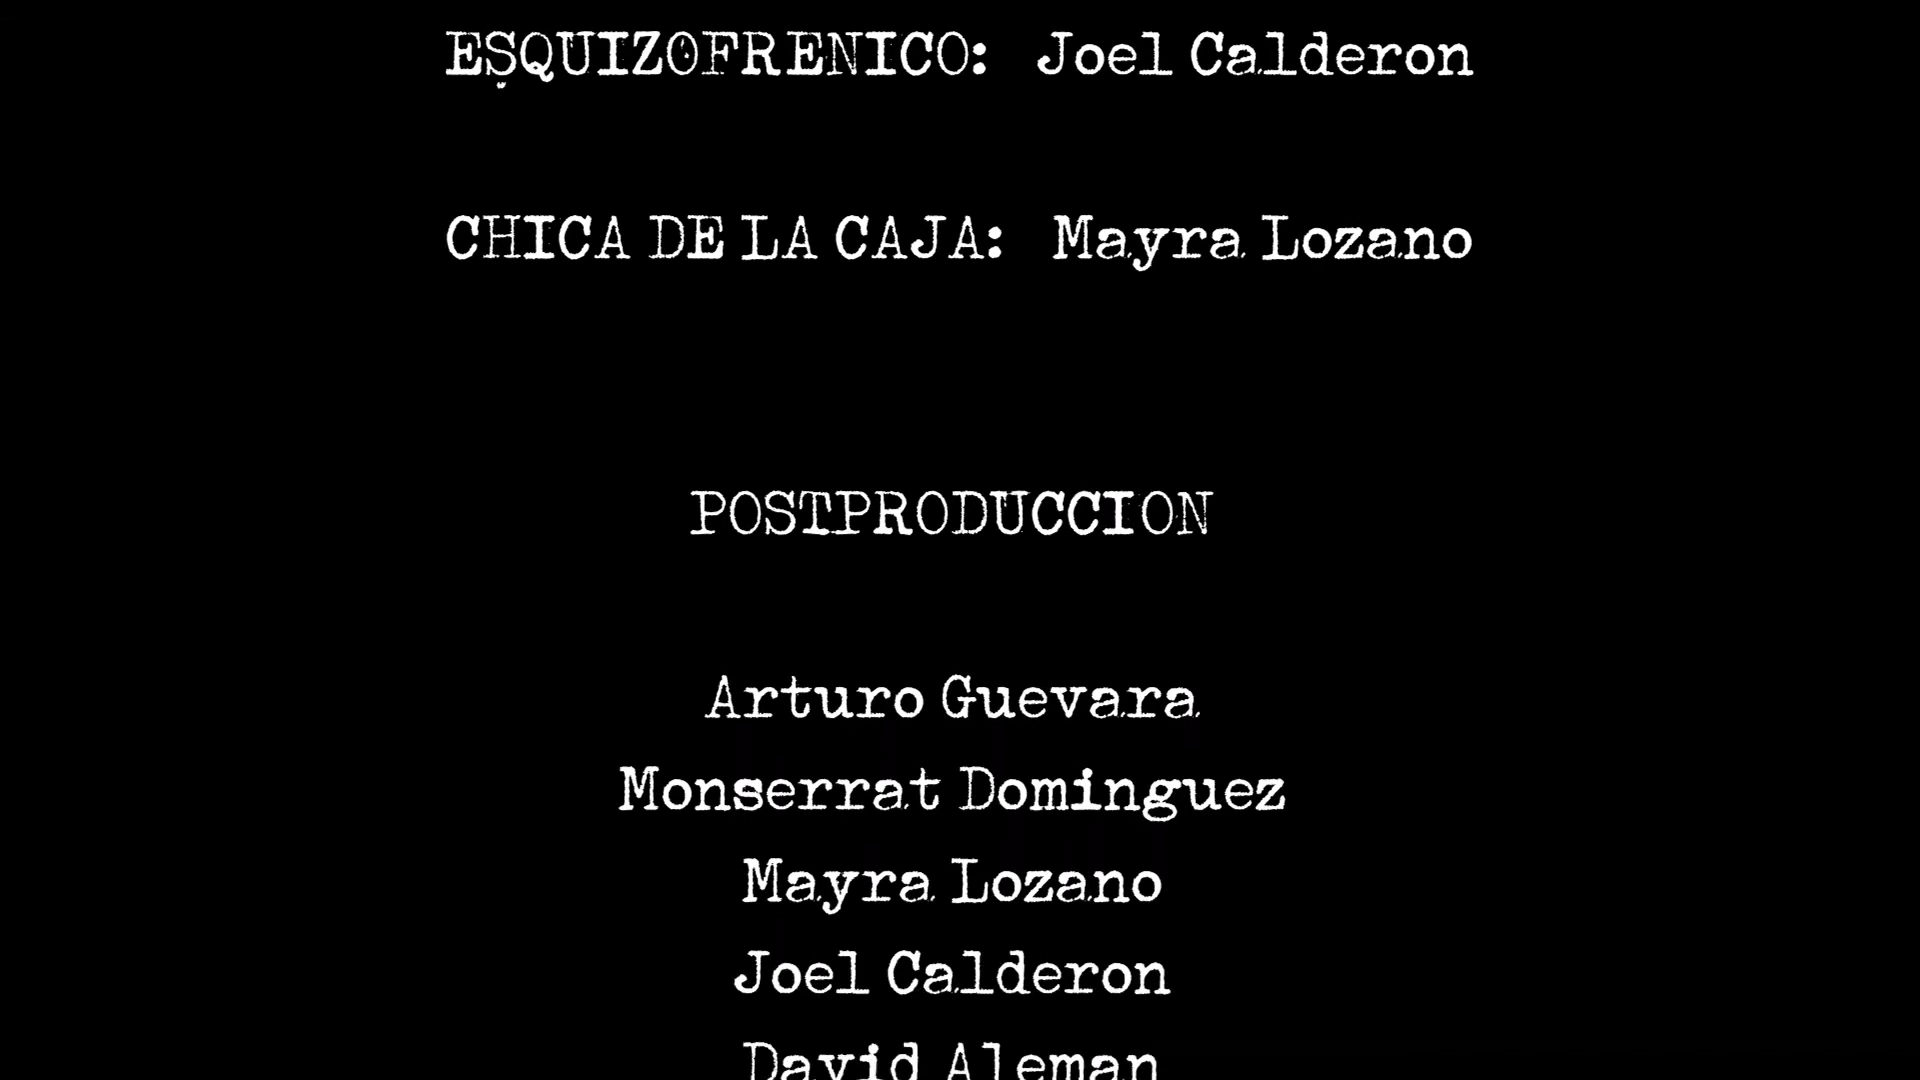 ESQUIZOFRENICO: Joel Calderon
CHICA DE LA CAJA: Mayra Lozano
POSTPRODUCCION
Arturo Guevara
Monserrat Dominguez
Mayra Lozano
Joel Calderon
David Aleman